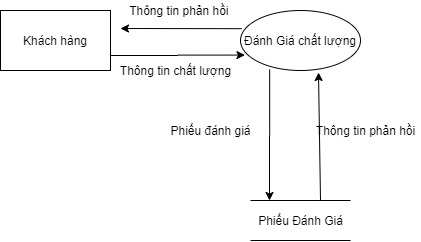 Thông tin phản hồi
Khách hàng
Đánh Giá chất lượng
Thông tin chất lượng
Phiếu đánh giá
Thông tin phản hồi
Phiếu Đánh Giá